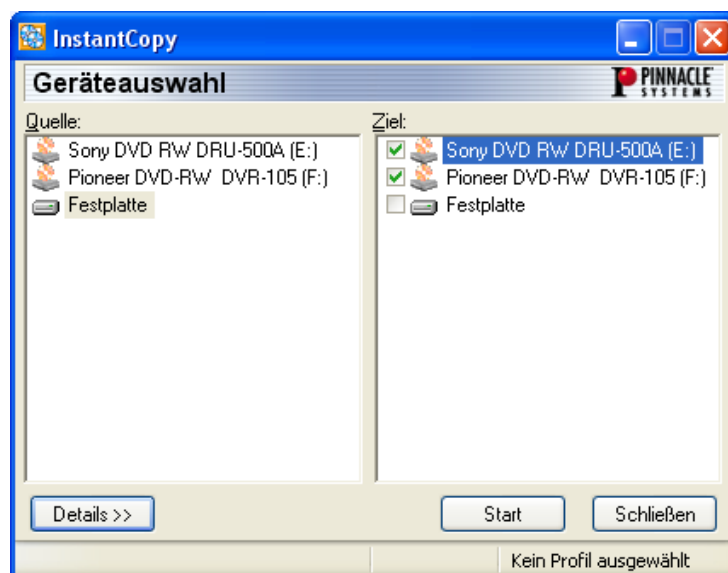 InstantCopy
Geräteauswahl
PINNACLE
SYSTEMS
Quelle:
Sony DVD RW DRU-500A (E:)
Pioneer DVD-RW DVR-105 (F:)
Festplatte
Ziel:
Sony DVD RW DRU-500A (E:)
Pioneer DVD-RW DVR-105 (F:)
Festplatte
Details >>
Start
Schließen
Kein Profil ausgewählt